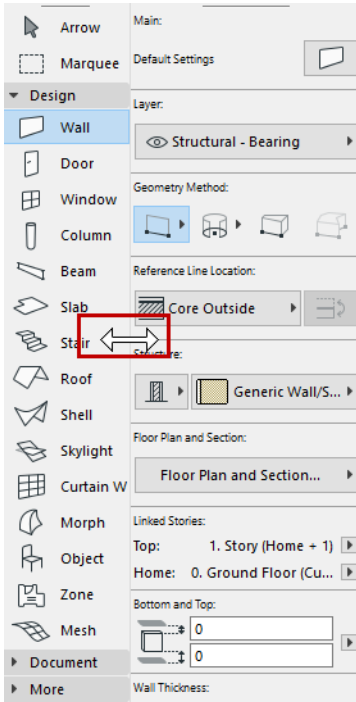 Arrow
Marquee
Design
Wall
Door
Window
Column
Beam
Slab
Stair
Roof
Shell
Skylight
Curtain W
Morph
Object
Zone
Mesh
Document
More
Main:
Default Settings
Layer:
Structural - Bearing
Geometry Method:
Reference Line Location:
Core Outside
Structure:
Generic Wall/S...
Floor Plan and Section:
Floor Plan and Section...
Linked Stories:
Top: 1. Story (Home + 1)
Home: 0. Ground Floor (Cu...
Bottom and Top:
0
0
Wall Thickness: